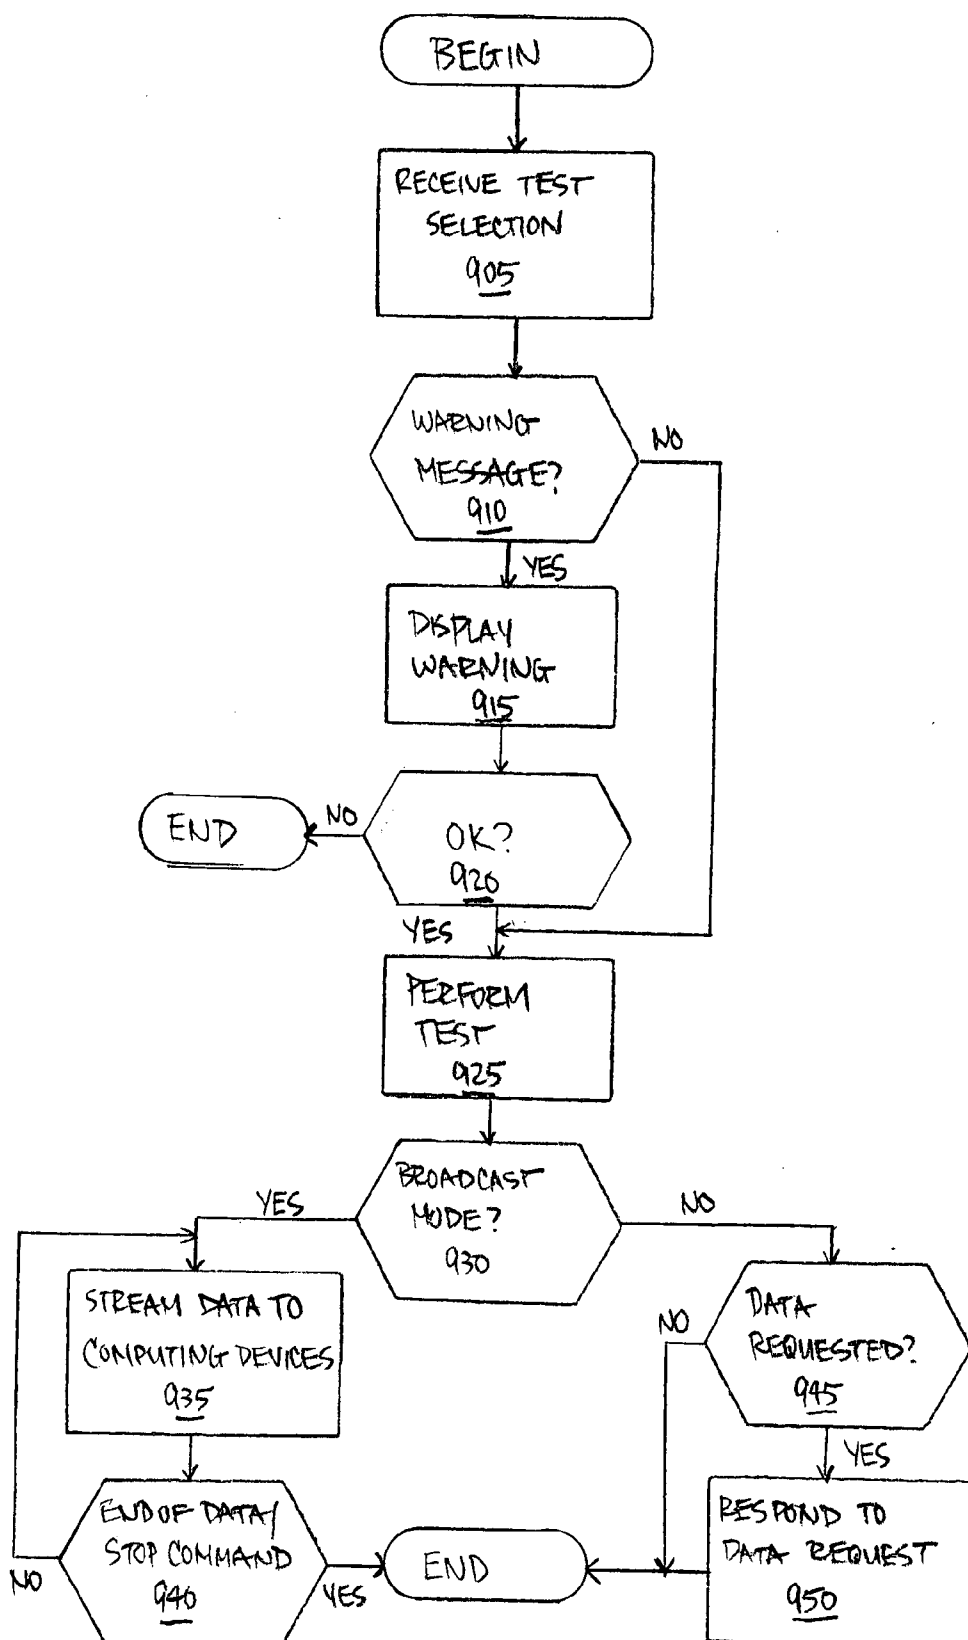 BEGIN
RECEIVE TEST
SELECTION
905
WARNING
MESSAGE?
910
NO
YES
DISPLAY
WARNING
915
END
NO
OK?
920
YES
PERFORM
TEST
925
BROADCAST
MODE?
930
YES
NO
STREAM DATA TO
COMPUTING DEVICES
935
DATA
REQUESTED?
945
NO
YES
END OF DATA/
STOP COMMAND
940
NO
YES
END
RESPOND TO
DATA REQUEST
950